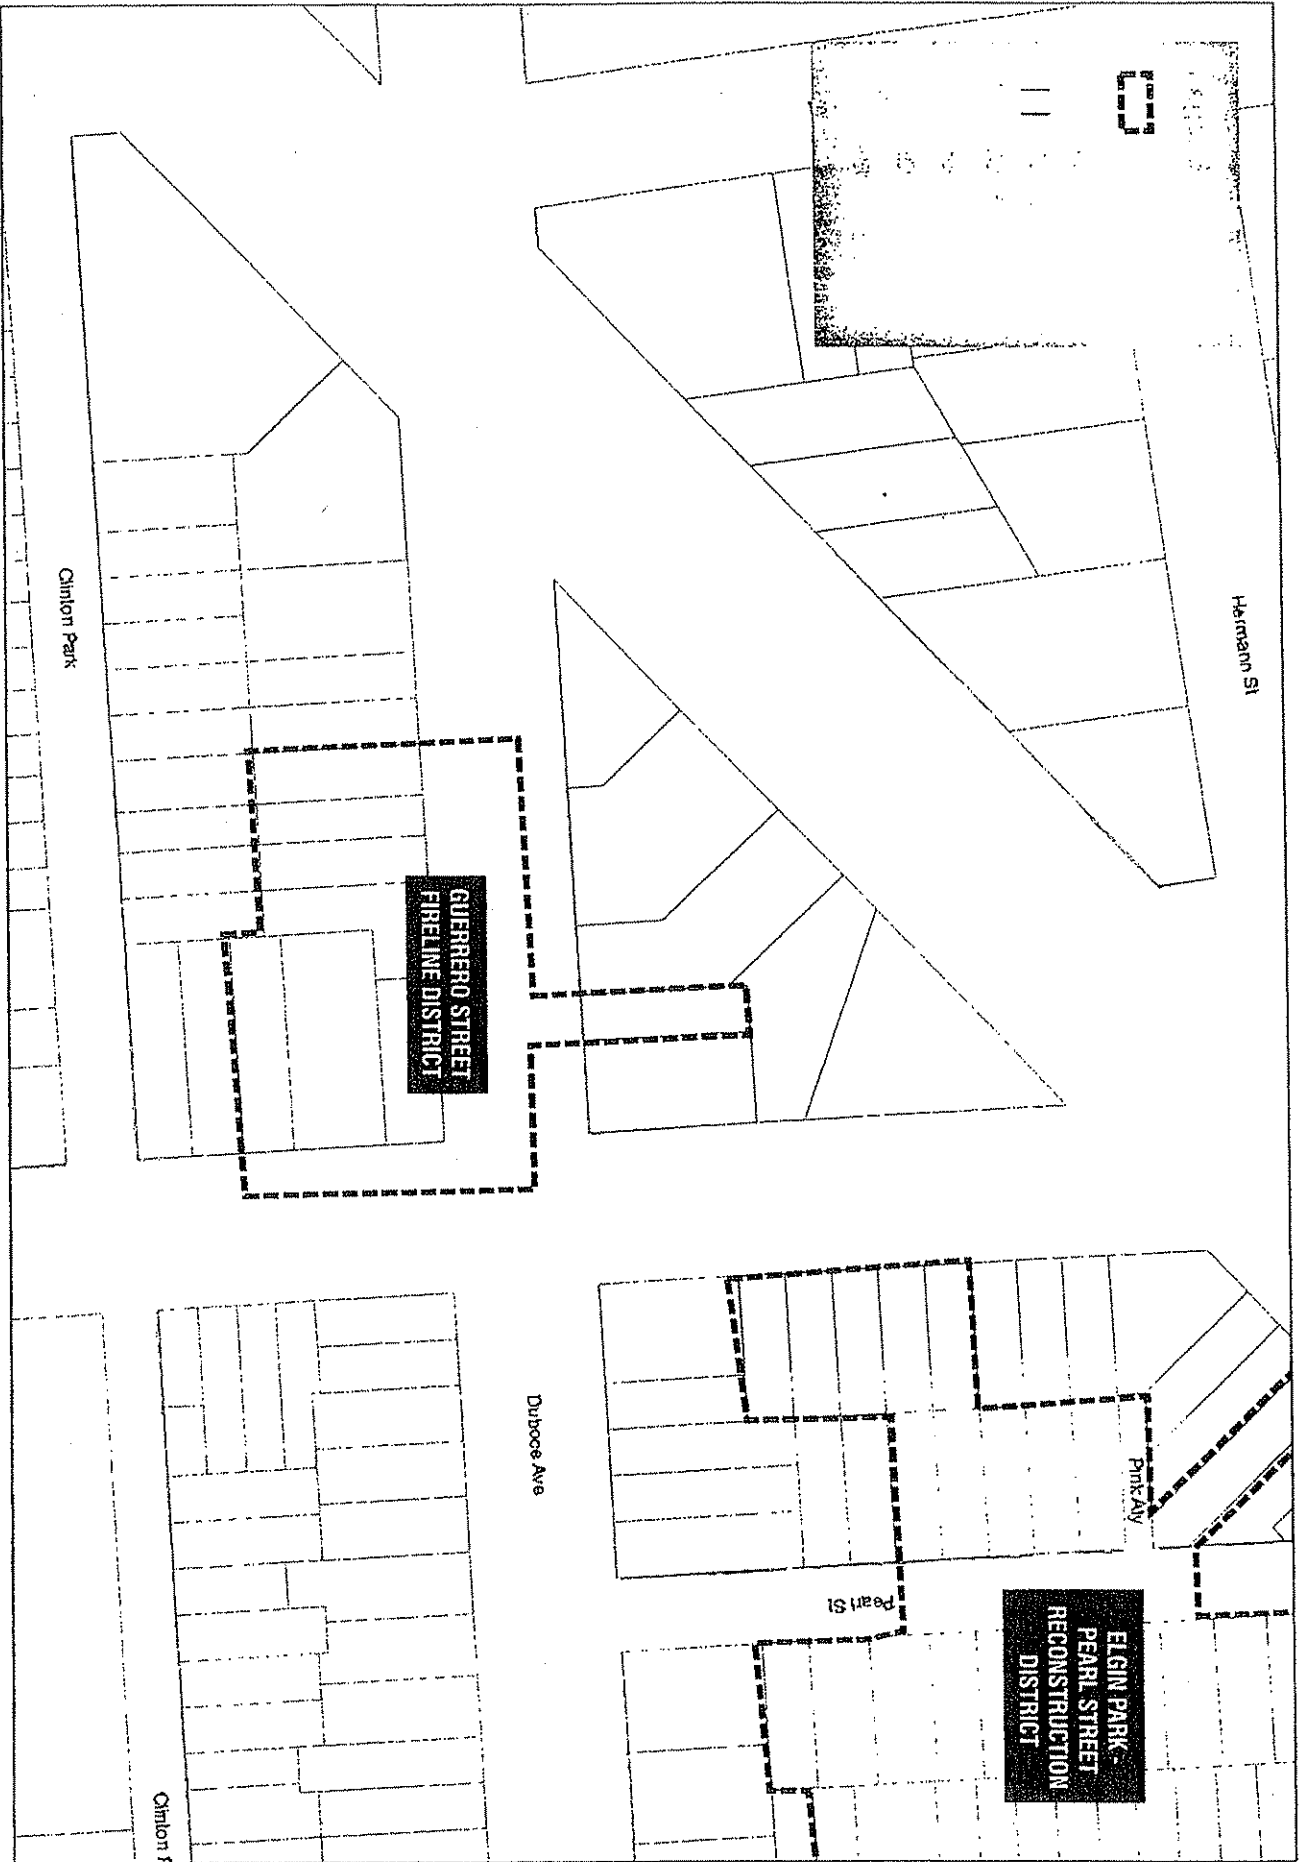 Hermann St
Clinton Park
GUERRERO STREET
FIRELINE DISTRICT
Duboce Ave
Pink Aly
Pearl St
ELGIN PARK -
PEARL STREET
RECONSTRUCTION
DISTRICT
Clinton